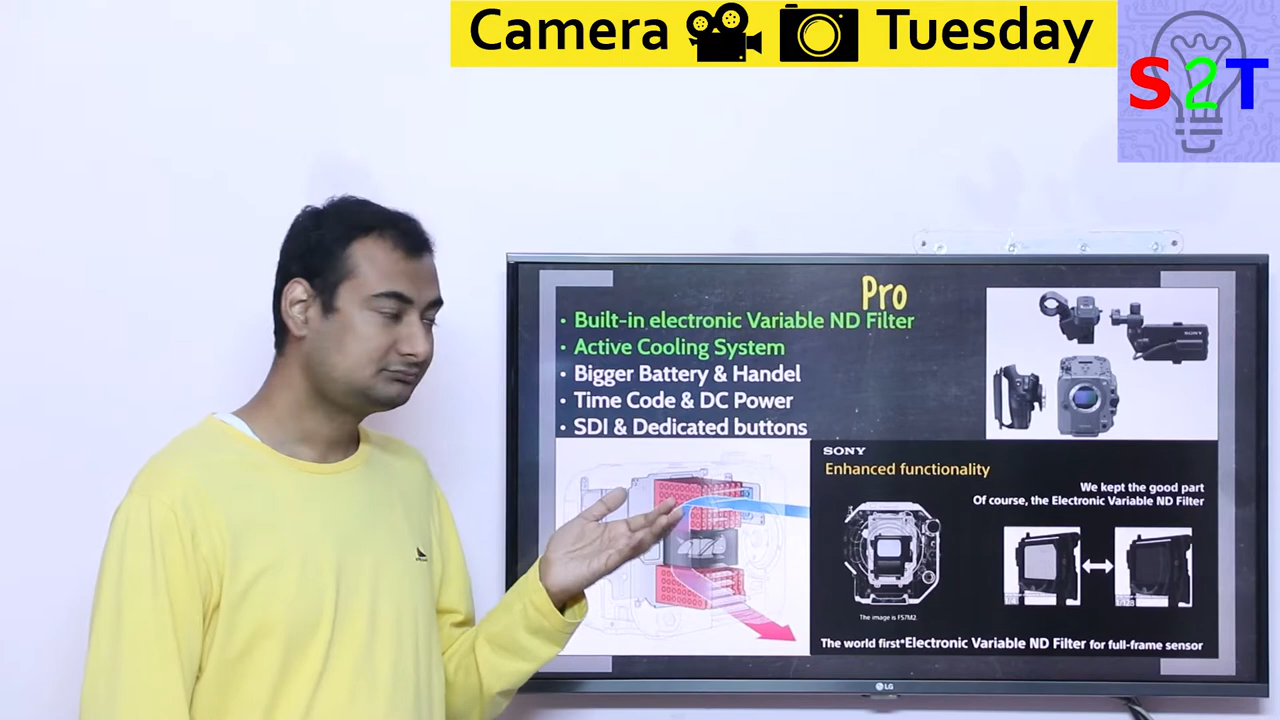 Camera Tuesday
S2T
Pro
• Built-in electronic Variable ND Filter
• Active Cooling System
• Bigger Battery & Handel
• Time Code & DC Power
• SDI & Dedicated buttons
SONY
SONY
Enhanced functionality
We kept the good part
Of course, the Electronic Variable ND Filter
The image is FS7M2.
The world first*Electronic Variable ND Filter for full-frame sensor
LG